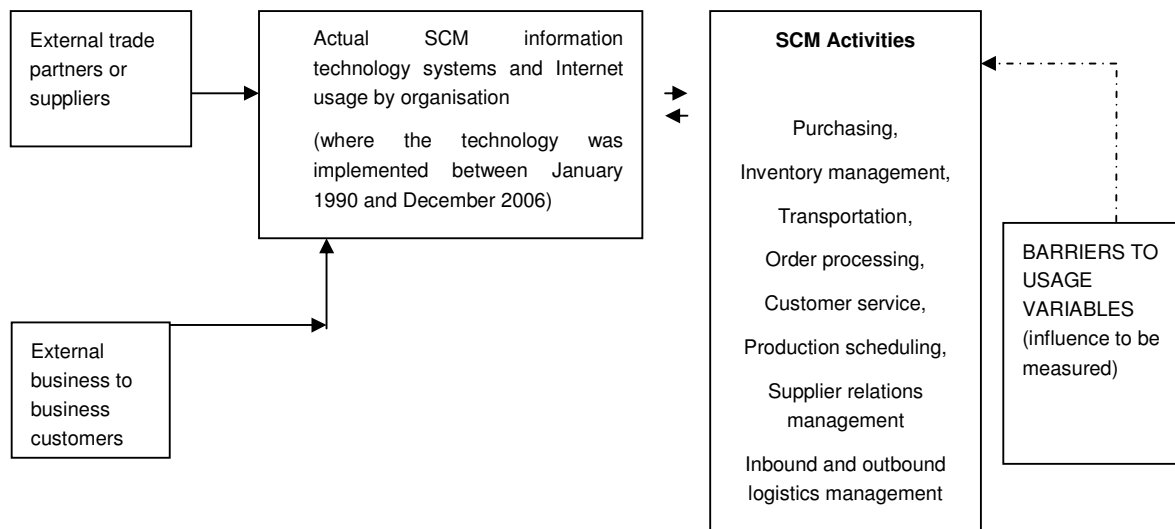 External trade
partners or
suppliers
Actual SCM information
technology systems and Internet
usage by organisation
(where the technology was
implemented between January
1990 and December 2006)
External
business to
business
customers
SCM Activities
Purchasing,
Inventory management,
Transportation,
Order processing,
Customer service,
Production scheduling,
Supplier relations
management
Inbound and outbound
logistics management
BARRIERS TO
USAGE
VARIABLES
(influence to be
measured)